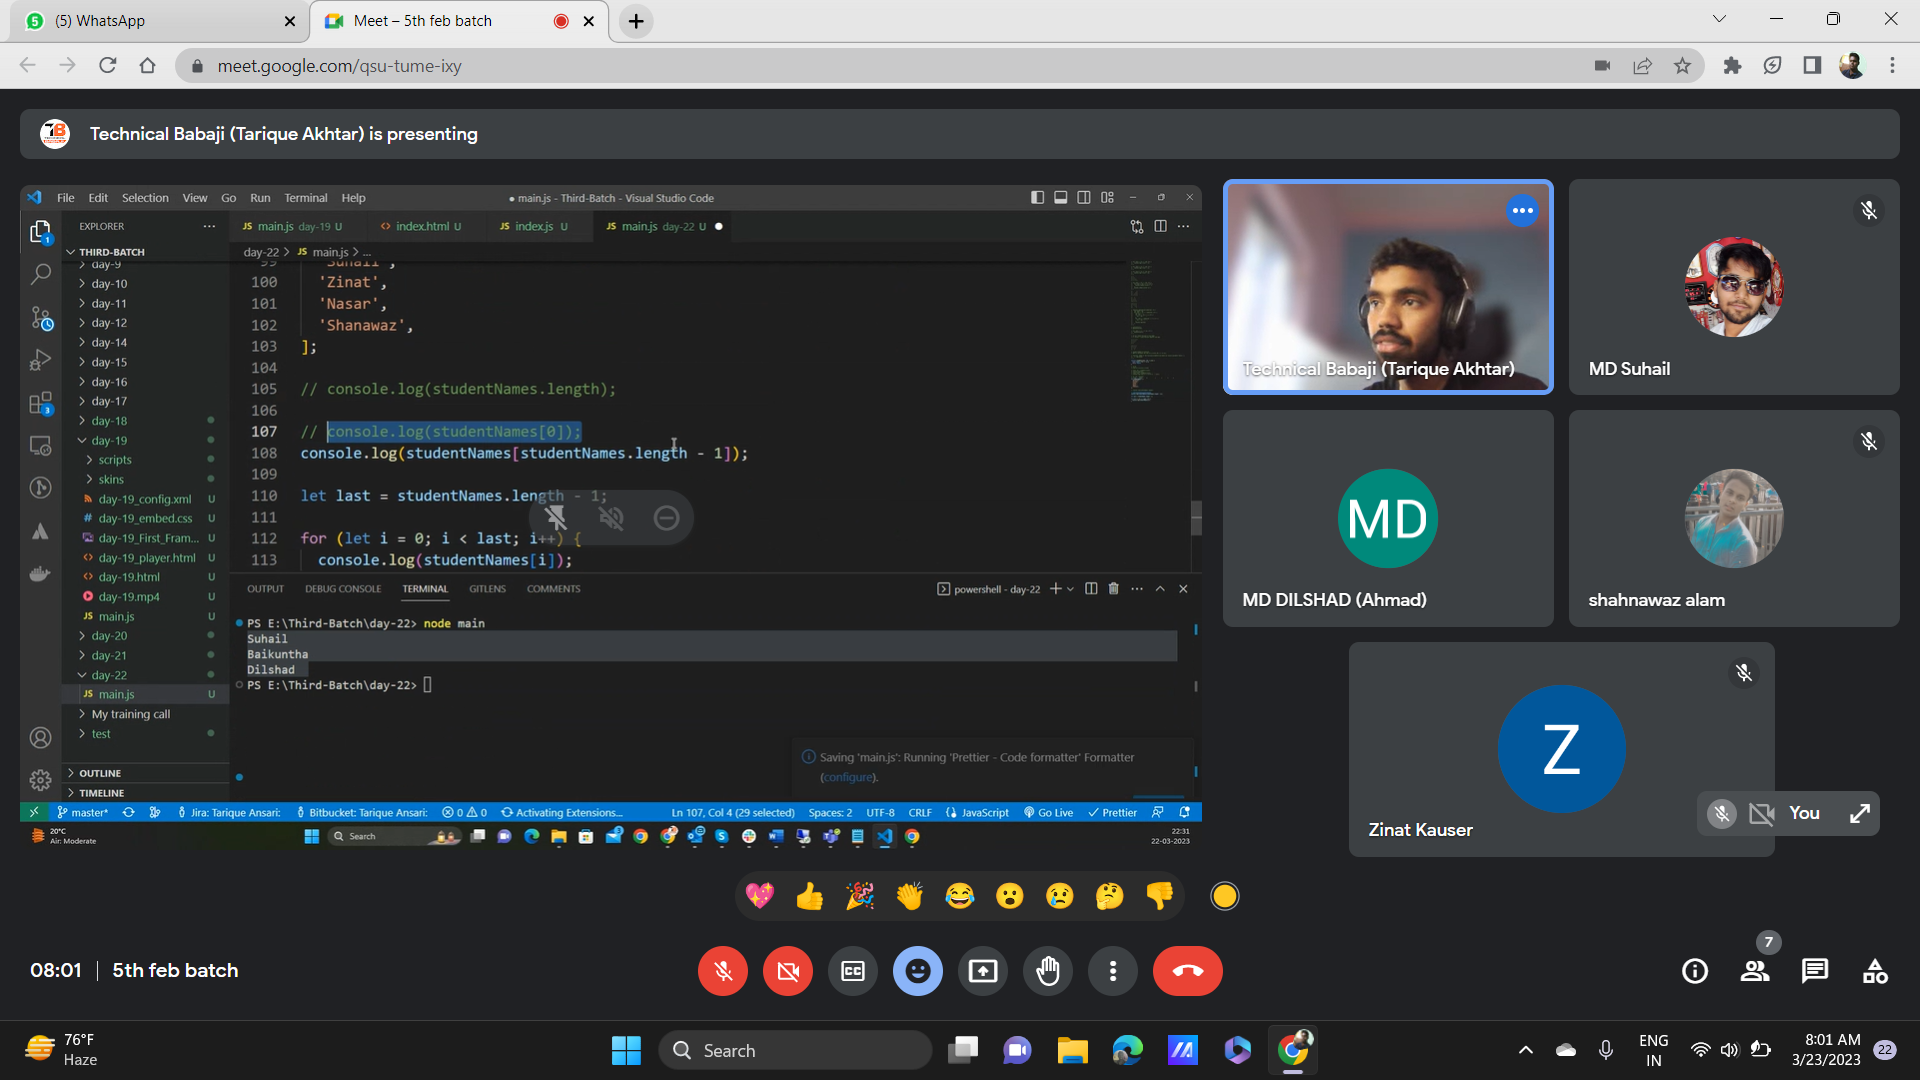 (5) WhatsApp
Meet – 5th feb batch
meet.google.com/qsu-tume-ixy
Technical Babaji (Tarique Akhtar) is presenting
File Edit Selection View Go Run Terminal Help
● main.js - Third-Batch - Visual Studio Code
EXPLORER
JS main.js day-19 U
<> index.html U
JS index.js U
JS main.js day-22 U ●
THIRD-BATCH
day-22 > JS main.js > ...
day-9
day-10
day-11
day-12
day-14
day-15
day-16
day-17
day-18
day-19
scripts
skins
day-19_config.xml U
# day-19_embed.css U
day-19_First_Fram... U
<> day-19_player.html U
<> day-19.html U
day-19.mp4 U
JS main.js U
day-20
day-21
day-22
JS main.js U
My training call
test
OUTLINE
TIMELINE
99 'Suhail',
100 'Zinat',
101 'Nasar',
102 'Shanawaz',
103 ];
104
105 // console.log(studentNames.length);
106
107 // console.log(studentNames[0]);
108 console.log(studentNames[studentNames.length - 1]);
109
110 let last = studentNames.length - 1;
111
112 for (let i = 0; i < last; i++) {
113 console.log(studentNames[i]);
OUTPUT DEBUG CONSOLE TERMINAL GITLENS COMMENTS
powershell - day-22
PS E:\Third-Batch\day-22> node main
Suhail
Baikuntha
Dilshad
PS E:\Third-Batch\day-22>
Saving 'main.js': Running 'Prettier - Code formatter' Formatter
(configure).
master* Jira: Tarique Ansari: Bitbucket: Tarique Ansari: 0 0 Activating Extensions... Ln 107, Col 4 (29 selected) Spaces: 2 UTF-8 CRLF JavaScript Go Live Prettier
20°C
Air: Moderate
Search
22:31
22-03-2023
Technical Babaji (Tarique Akhtar)
MD Suhail
MD
MD DILSHAD (Ahmad)
shahnawaz alam
Z
Zinat Kauser
You
08:01 | 5th feb batch
7
76°F
Haze
Search
ENG
IN
8:01 AM
3/23/2023
22